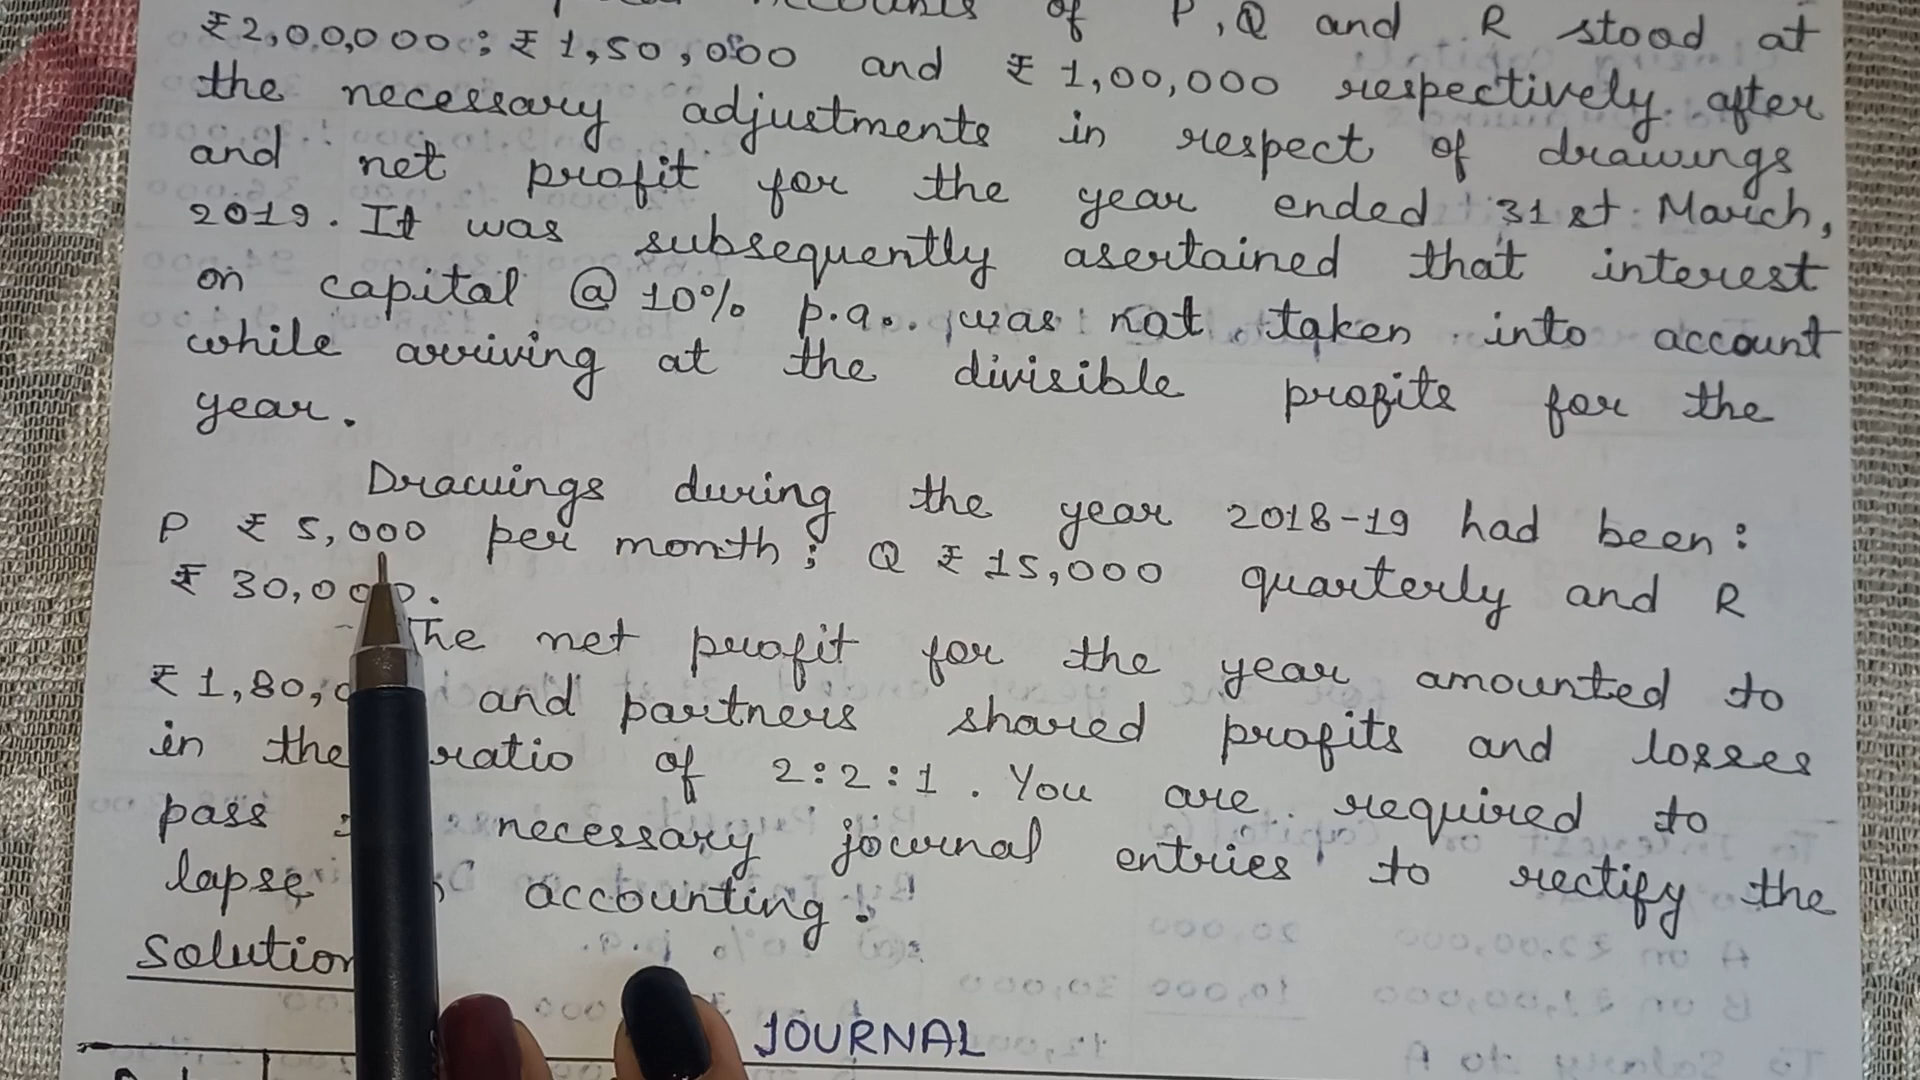 of P, Q and R stood at
₹2,00,000; ₹1,50,000 and ₹1,00,000 respectively after
the necessary adjustments in respect of drawings
and net profit for the year ended 31st March,
2019. It was subsequently asertained that interest
on capital @ 10% p.a. was not taken into account
while arriving at the divisible profits for the
year.
Drawings during the year 2018-19 had been:
P ₹5,000 per month; Q ₹15,000 quarterly and R
₹30,000.
The net profit for the year amounted to
₹1,80,0 and partners shared profits and losses
in the ratio of 2:2:1. You are required to
pass necessary journal entries to rectify the
lapse accounting.
Solution
JOURNAL